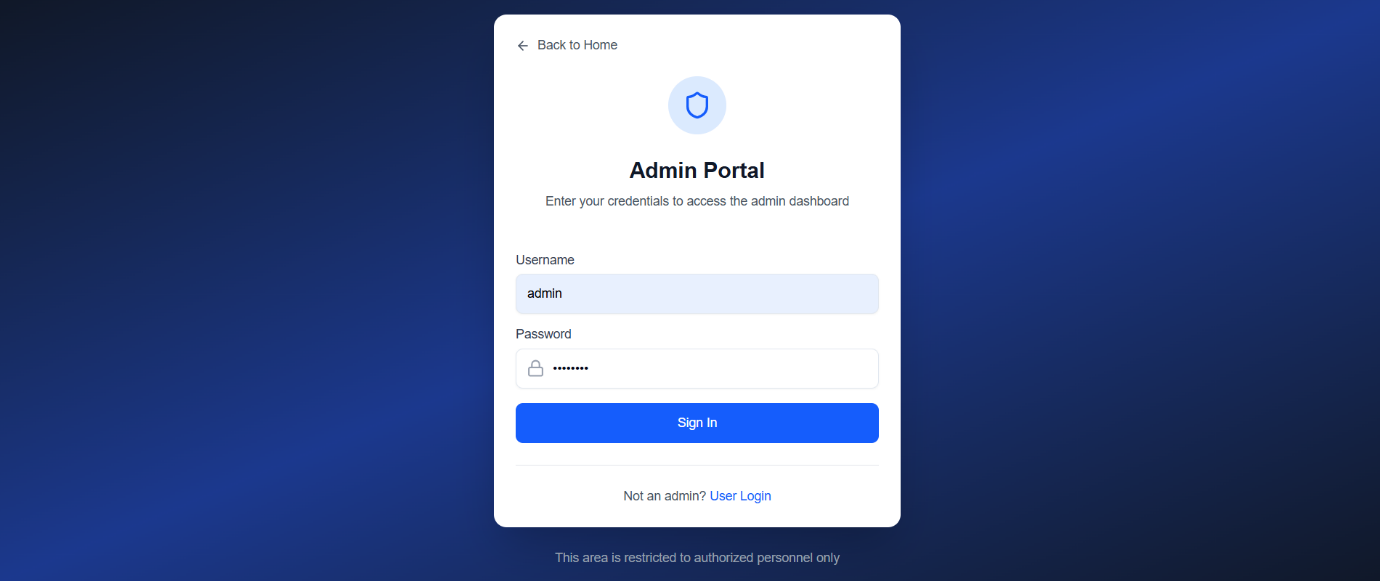 Back to Home
Admin Portal
Enter your credentials to access the admin dashboard
Username
admin
Password
••••••••
Sign In
Not an admin? User Login
This area is restricted to authorized personnel only